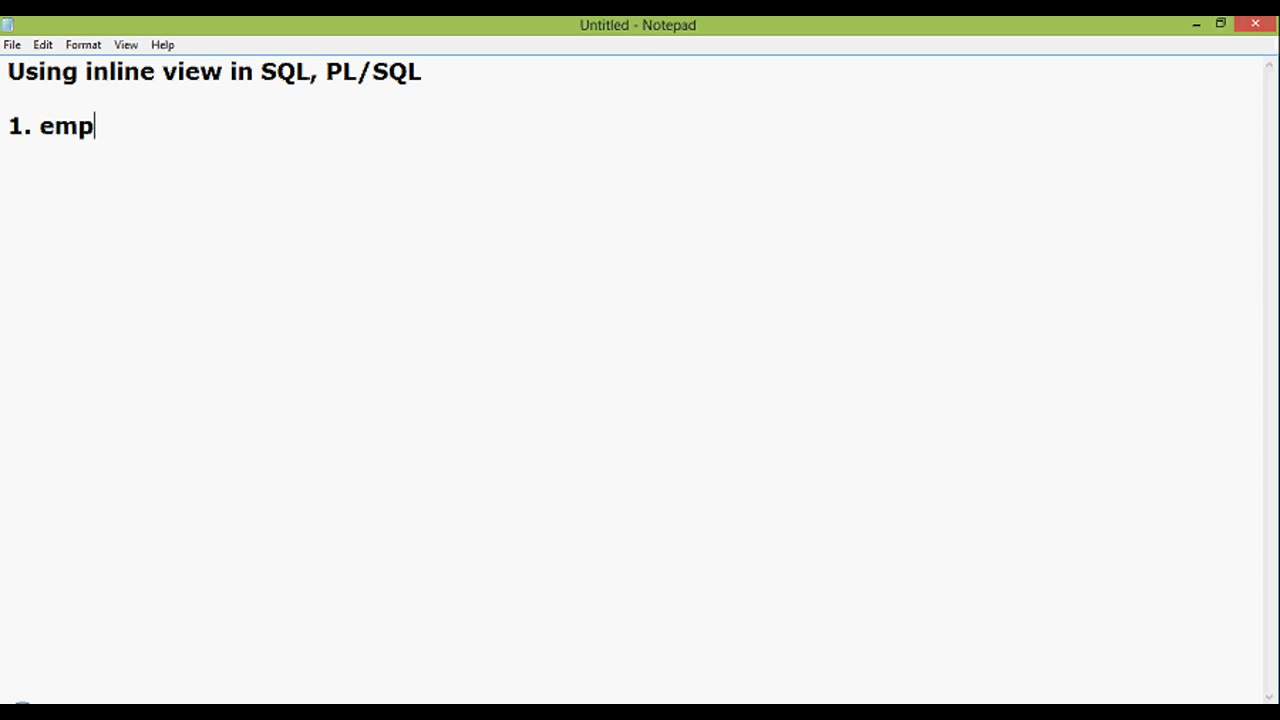 Untitled - Notepad
File Edit Format View Help
Using inline view in SQL, PL/SQL
1. emp